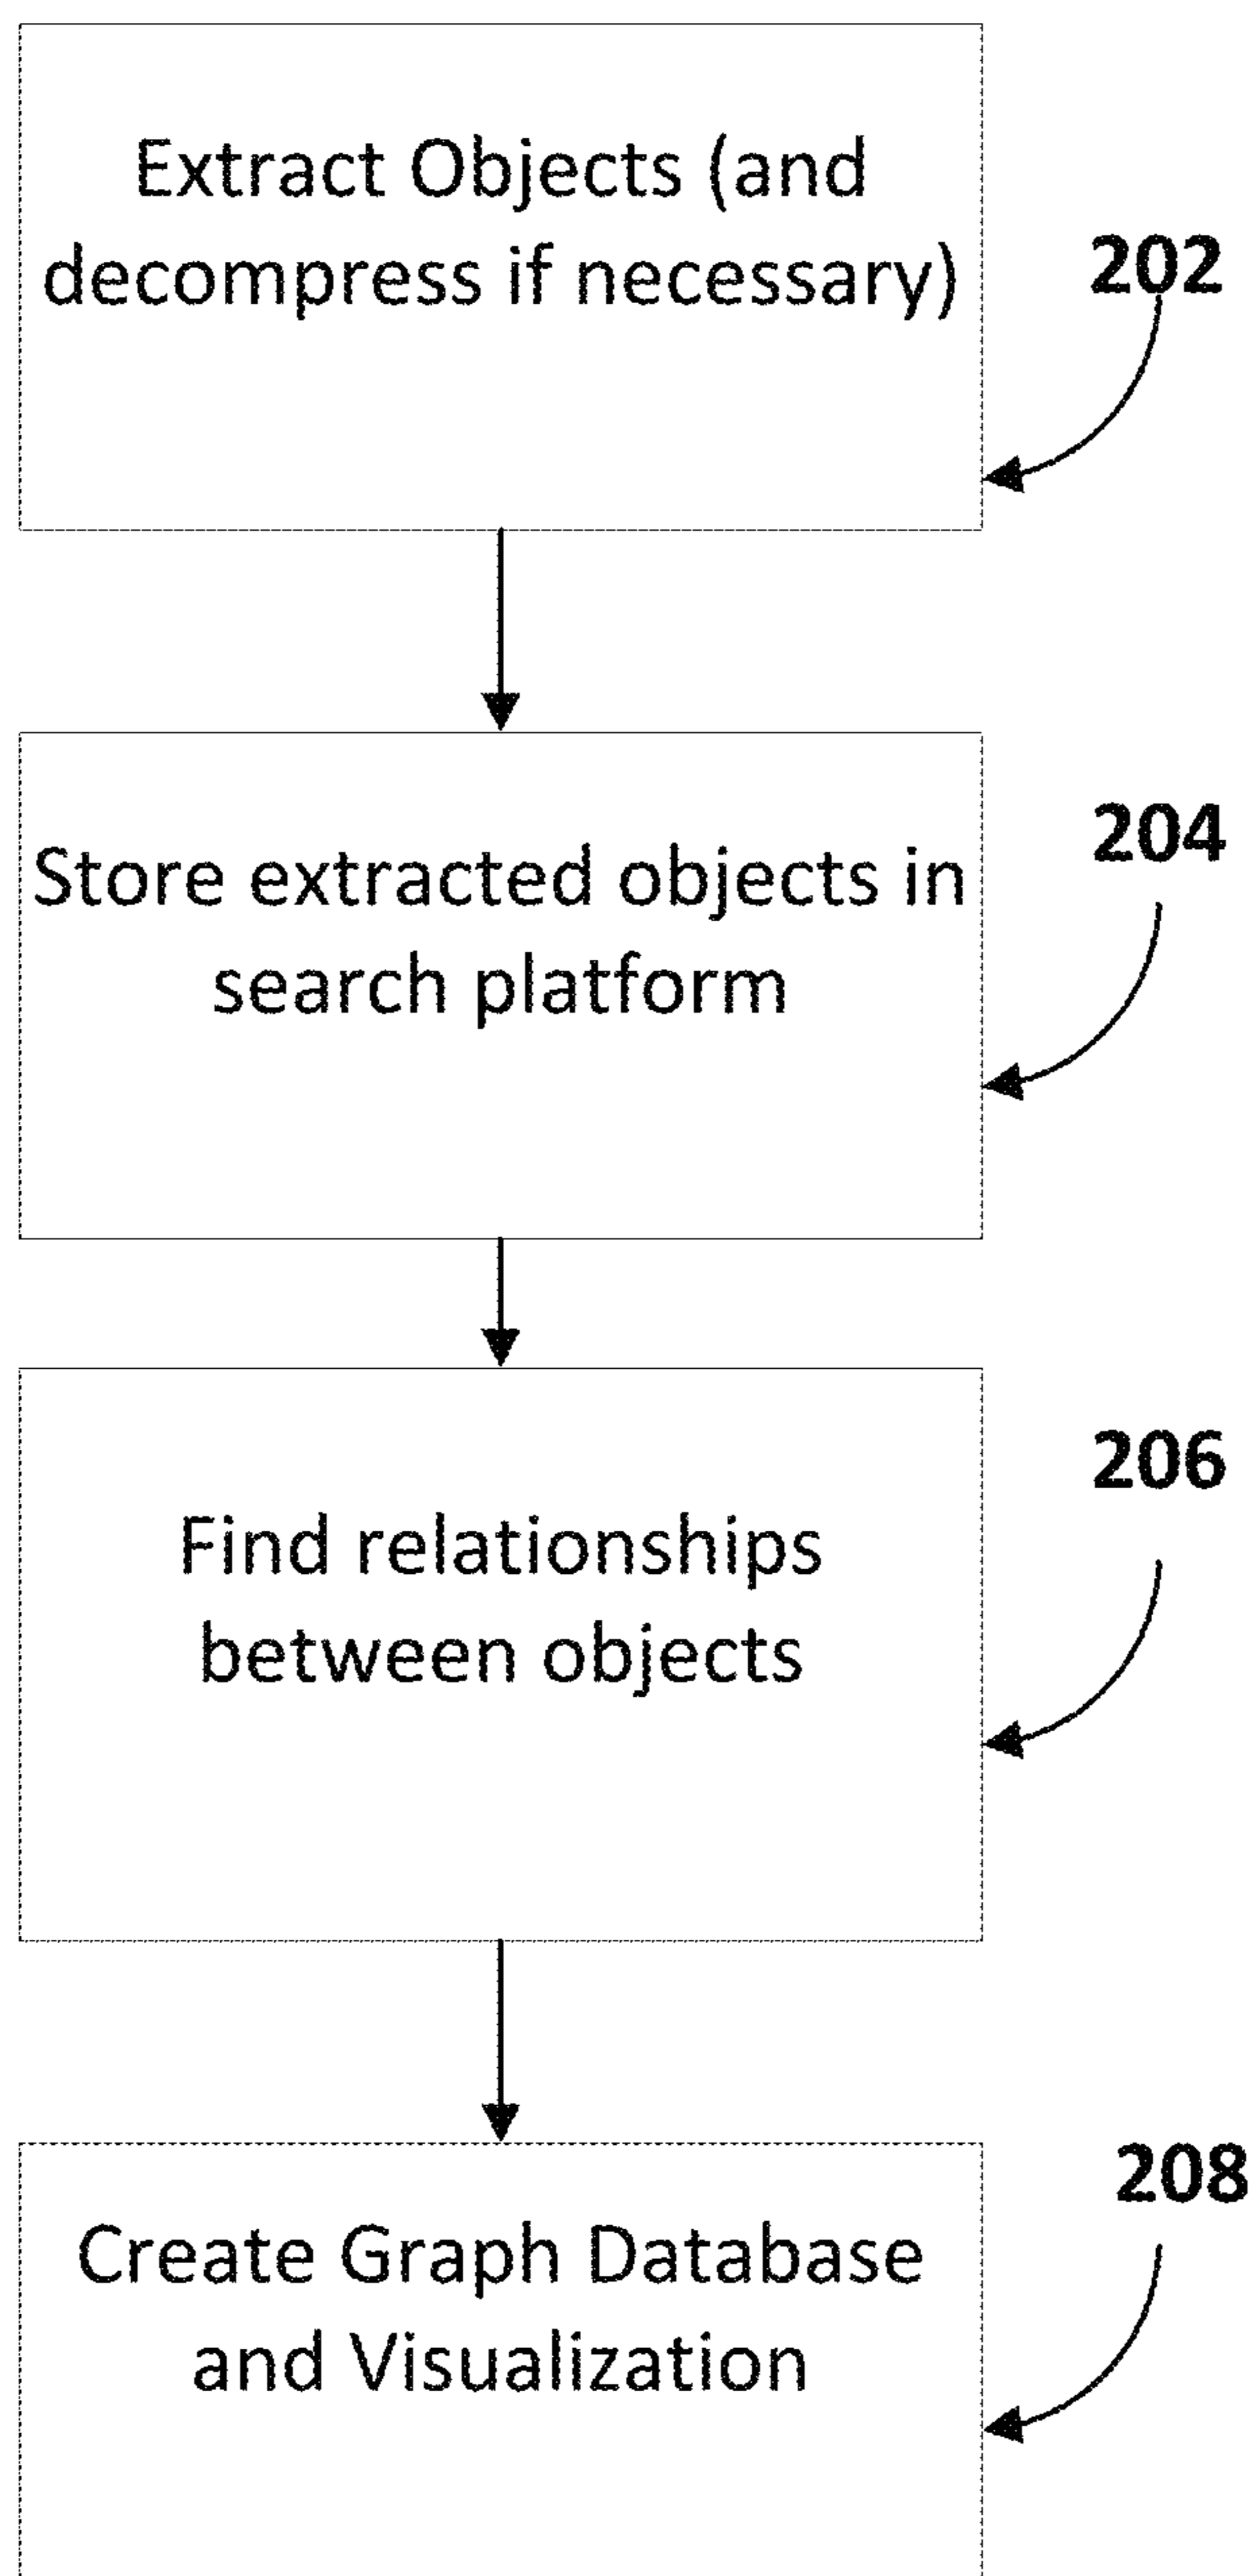 Extract Objects (and
decompress if necessary)
202
Store extracted objects in
search platform
204
Find relationships
between objects
206
Create Graph Database
and Visualization
208